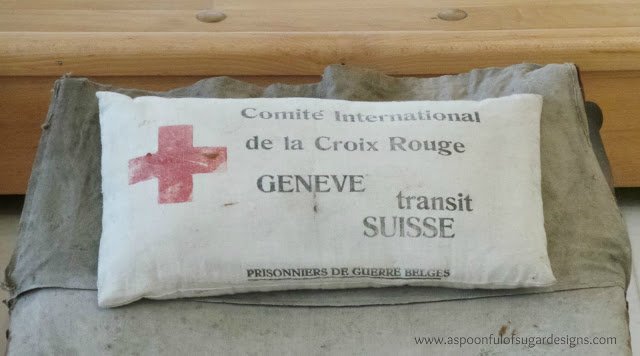 Comité International
de la Croix Rouge
GENEVE
transit
SUISSE
PRISONNIERS DE GUERRE BELGES
www.aspoonfulofsugardesigns.com